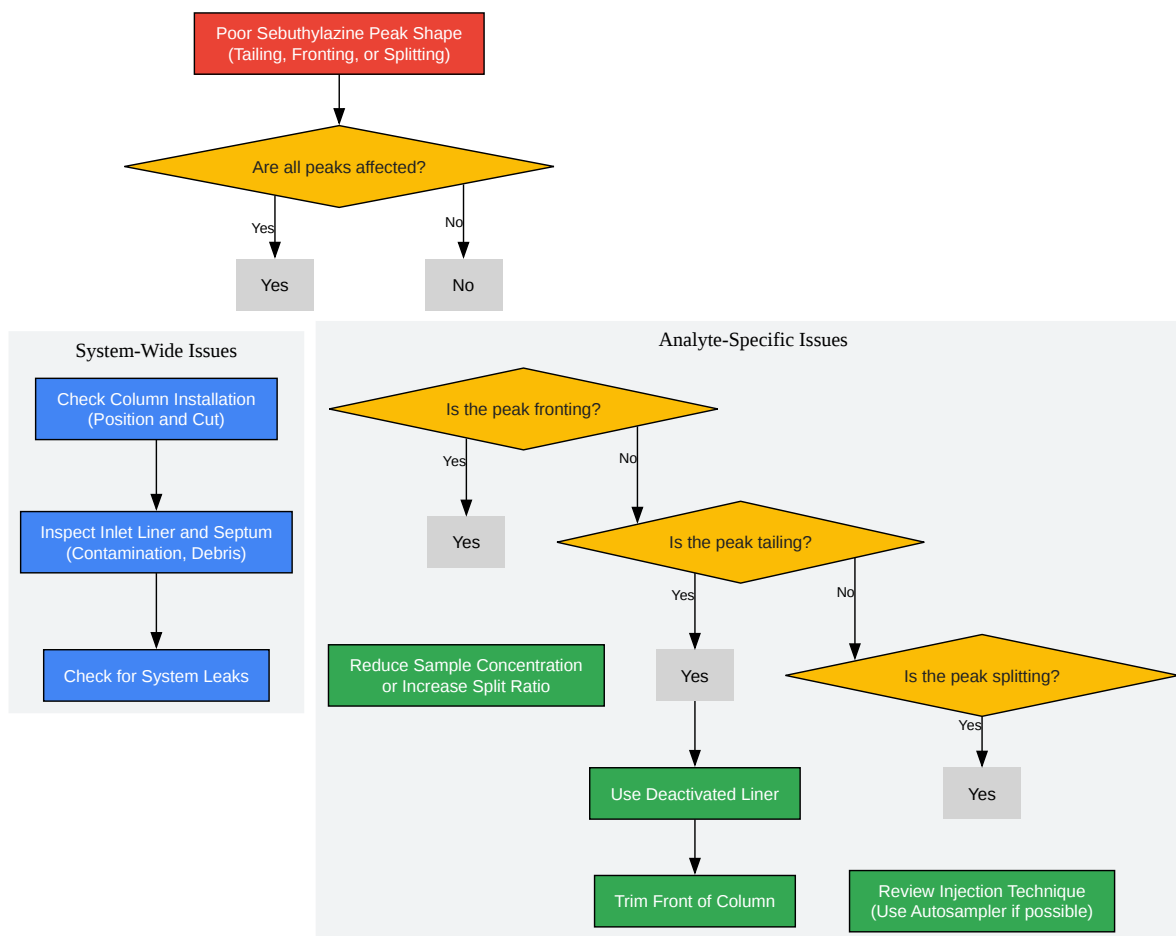 Poor Sebuthylazine Peak Shape
(Tailing, Fronting, or Splitting)
Are all peaks affected?
Yes
No
Yes
No
System-Wide Issues
Check Column Installation
(Position and Cut)
Inspect Inlet Liner and Septum
(Contamination, Debris)
Check for System Leaks
Analyte-Specific Issues
Is the peak fronting?
Yes
No
Yes
Is the peak tailing?
Yes
No
Reduce Sample Concentration
or Increase Split Ratio
Yes
Is the peak splitting?
Yes
Use Deactivated Liner
Yes
Trim Front of Column
Review Injection Technique
(Use Autosampler if possible)